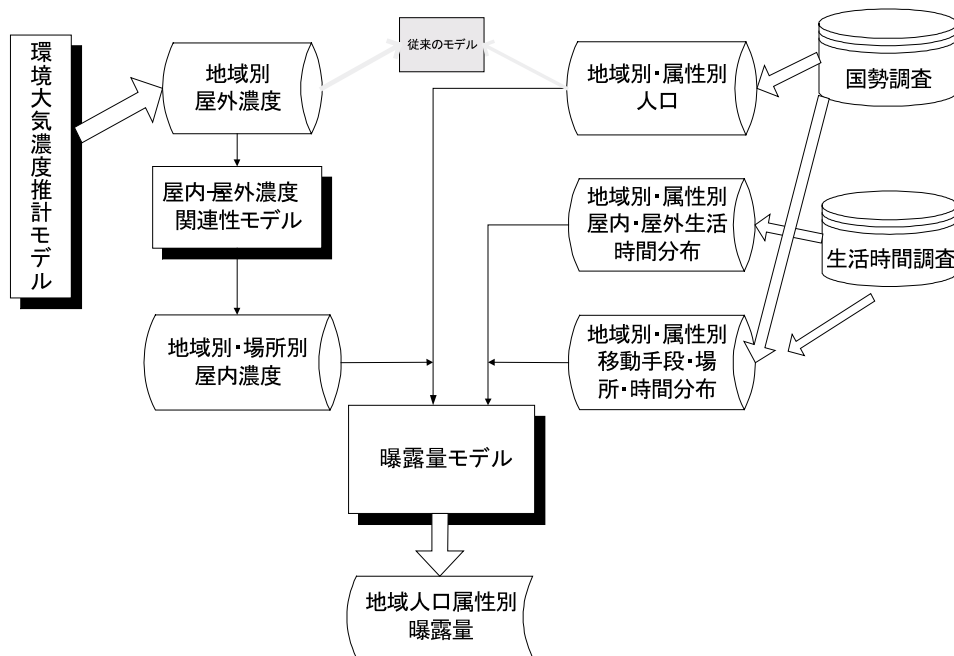 環境大気濃度推計モデル
地域別
屋外濃度
従来のモデル
地域別・属性別
人口
国勢調査
屋内-屋外濃度
関連性モデル
地域別・属性別
屋内・屋外生活
時間分布
生活時間調査
地域別・場所別
屋内濃度
地域別・属性別
移動手段・場
所・時間分布
曝露量モデル
地域人口属性別
曝露量